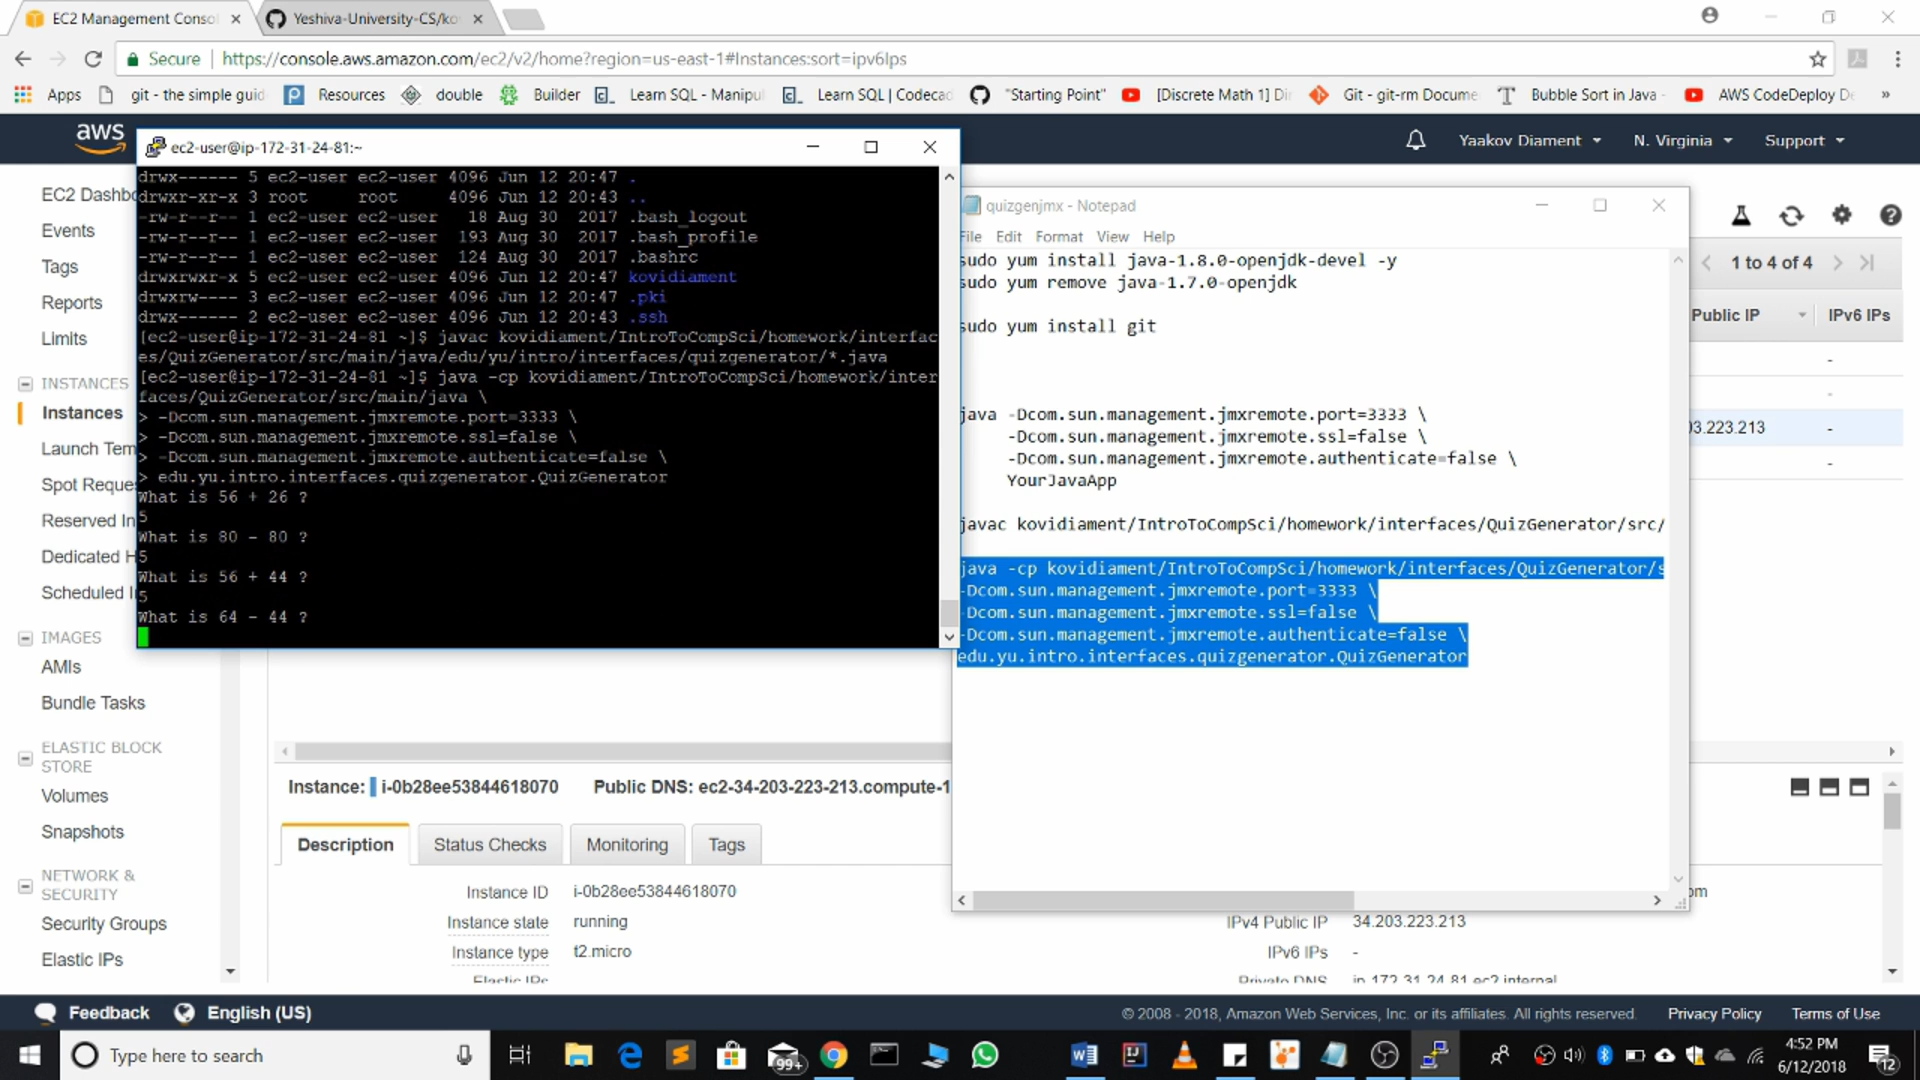 EC2 Management Conso
Yeshiva-University-CS/ko
Secure
https://console.aws.amazon.com/ec2/v2/home?region=us-east-1#Instances:sort=ipv6Ips
Apps
git - the simple guid
Resources
double
Builder
Learn SQL - Manipul
Learn SQL | Codecad
"Starting Point"
[Discrete Math 1] Di
Git - git-rm Docume
Bubble Sort in Java -
AWS CodeDeploy De
»
aws
Yaakov Diament
N. Virginia
Support
EC2 Dashbo
Events
Tags
Reports
Limits
INSTANCES
Instances
Launch Tem
Spot Reque
Reserved In
Dedicated H
Scheduled I
IMAGES
AMIs
Bundle Tasks
ELASTIC BLOCK
STORE
Volumes
Snapshots
NETWORK &
SECURITY
Security Groups
Elastic IPs
ec2-user@ip-172-31-24-81:~
drwx------ 5 ec2-user ec2-user 4096 Jun 12 20:47 .
drwxr-xr-x 3 root     root     4096 Jun 12 20:43 ..
-rw-r--r-- 1 ec2-user ec2-user   18 Aug 30  2017 .bash_logout
-rw-r--r-- 1 ec2-user ec2-user  193 Aug 30  2017 .bash_profile
-rw-r--r-- 1 ec2-user ec2-user  124 Aug 30  2017 .bashrc
drwxrwxr-x 5 ec2-user ec2-user 4096 Jun 12 20:47 kovidiament
drwxrw---- 3 ec2-user ec2-user 4096 Jun 12 20:47 .pki
drwx------ 2 ec2-user ec2-user 4096 Jun 12 20:43 .ssh
[ec2-user@ip-172-31-24-81 ~]$ javac kovidiament/IntroToCompSci/homework/interfac
es/QuizGenerator/src/main/java/edu/yu/intro/interfaces/quizgenerator/*.java
[ec2-user@ip-172-31-24-81 ~]$ java -cp kovidiament/IntroToCompSci/homework/inter
faces/QuizGenerator/src/main/java \
> -Dcom.sun.management.jmxremote.port=3333 \
> -Dcom.sun.management.jmxremote.ssl=false \
> -Dcom.sun.management.jmxremote.authenticate=false \
> edu.yu.intro.interfaces.quizgenerator.QuizGenerator
What is 56 + 26 ?
5
What is 80 - 80 ?
5
What is 56 + 44 ?
5
What is 64 - 44 ?
quizgenjmx - Notepad
File Edit Format View Help
sudo yum install java-1.8.0-openjdk-devel -y
sudo yum remove java-1.7.0-openjdk
sudo yum install git
java -Dcom.sun.management.jmxremote.port=3333 \
-Dcom.sun.management.jmxremote.ssl=false \
-Dcom.sun.management.jmxremote.authenticate=false \
YourJavaApp
javac kovidiament/IntroToCompSci/homework/interfaces/QuizGenerator/src/
java -cp kovidiament/IntroToCompSci/homework/interfaces/QuizGenerator/s
-Dcom.sun.management.jmxremote.port=3333 \
-Dcom.sun.management.jmxremote.ssl=false \
-Dcom.sun.management.jmxremote.authenticate=false \
edu.yu.intro.interfaces.quizgenerator.QuizGenerator
1 to 4 of 4
Public IP
IPv6 IPs
-
-
03.223.213
-
-
Instance: i-0b28ee53844618070
Public DNS: ec2-34-203-223-213.compute-1
Description
Status Checks
Monitoring
Tags
Instance ID i-0b28ee53844618070
om
Instance state running
IPv4 Public IP 34.203.223.213
Instance type t2.micro
IPv6 IPs -
Elastic IPs
Private DNS ip-172-31-24-81.ec2.internal
Feedback
English (US)
© 2008 - 2018, Amazon Web Services, Inc. or its affiliates. All rights reserved.
Privacy Policy
Terms of Use
Type here to search
99+
4:52 PM
6/12/2018
12